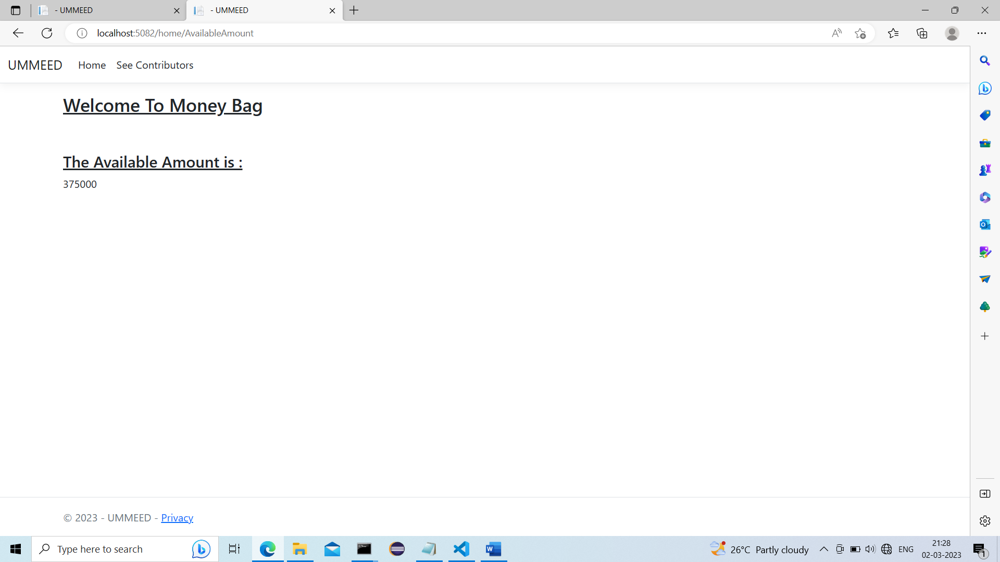 - UMMEED
- UMMEED
localhost:5082/home/AvailableAmount
UMMEED Home See Contributors
Welcome To Money Bag
The Available Amount is :
375000
© 2023 - UMMEED - Privacy
Type here to search
26°C Partly cloudy
ENG
21:28
02-03-2023
1